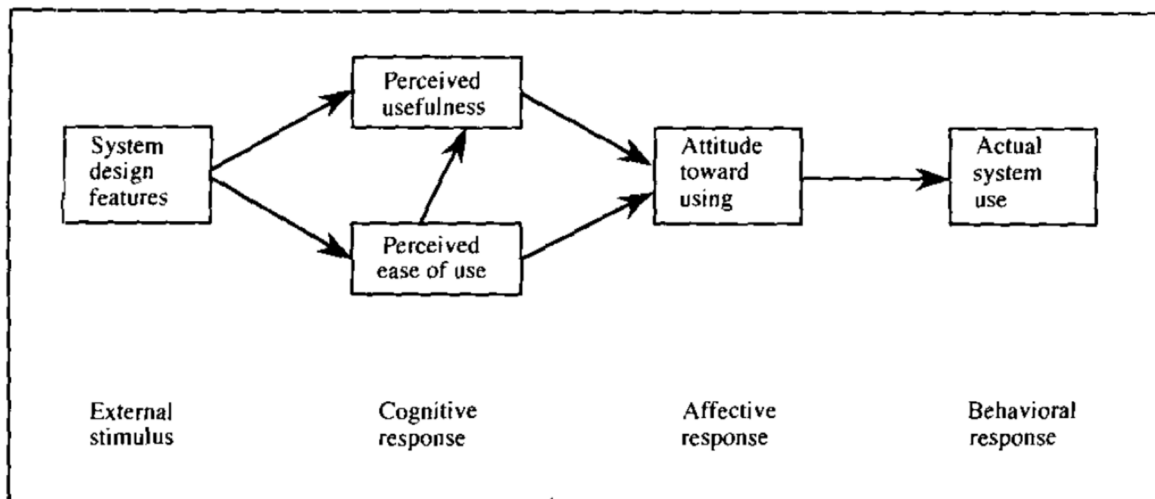 Perceived
usefulness
System
design
features
Attitude
toward
using
Actual
system
use
Perceived
ease of use
External
stimulus
Cognitive
response
Affective
response
Behavioral
response